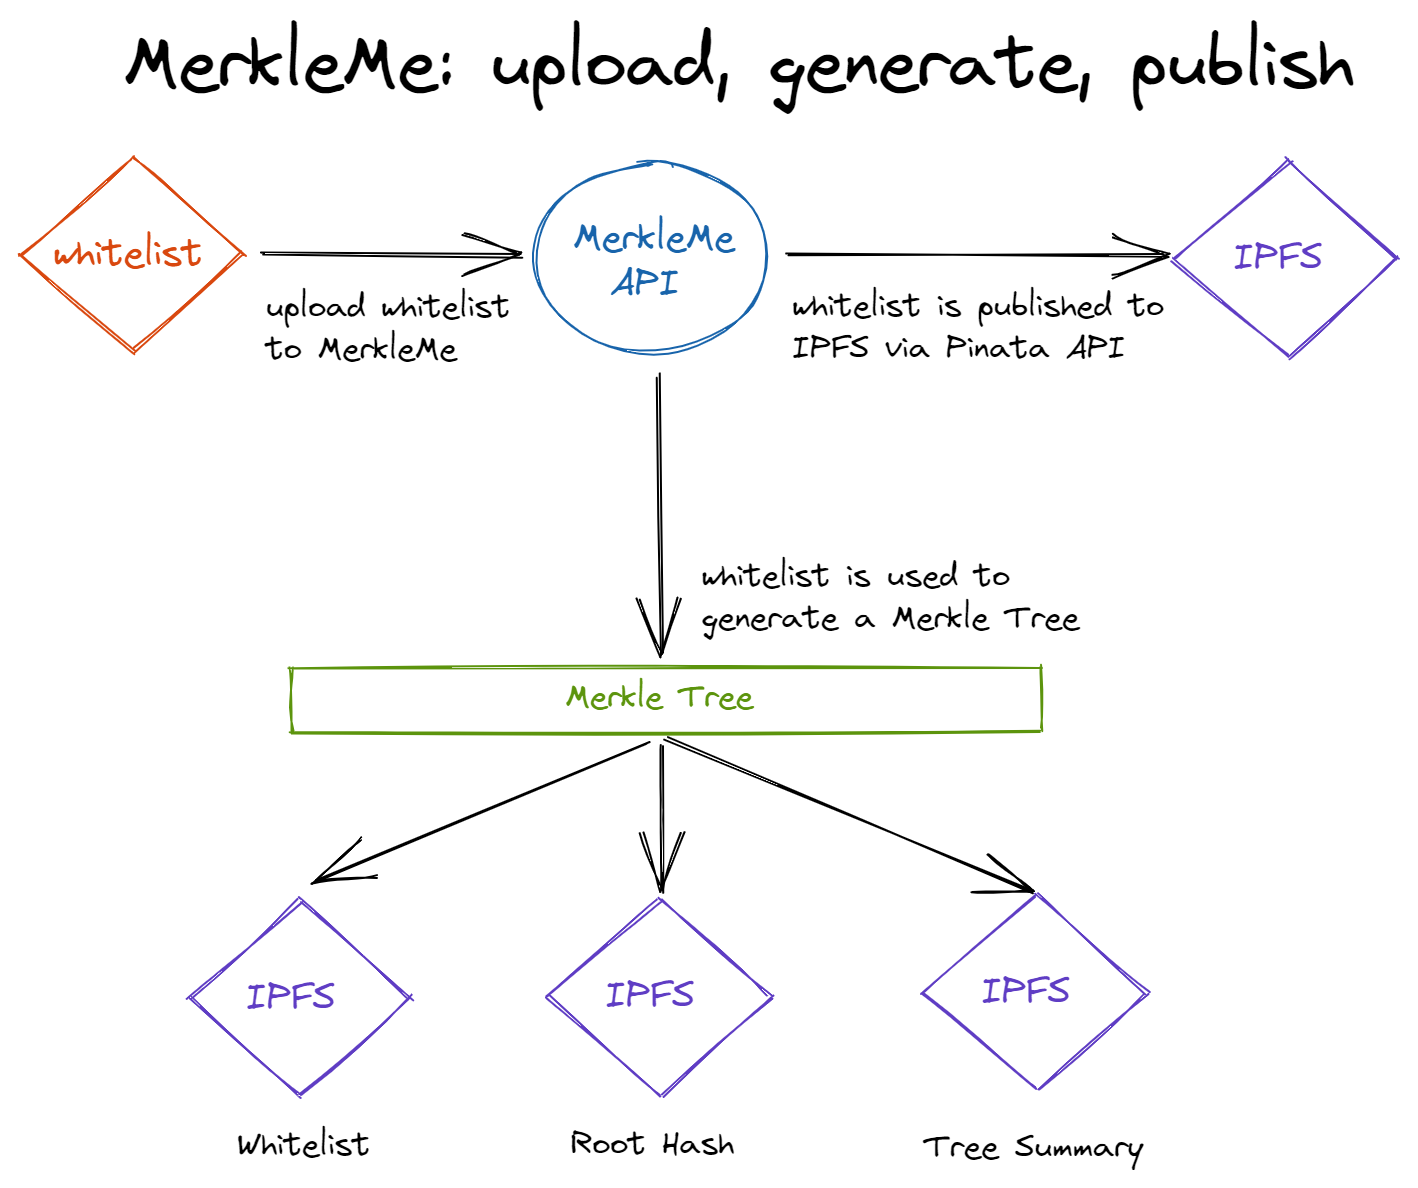 MerkleMe: upload, generate, publish
whitelist
MerkleMe
API
IPFS
upload whitelist
to MerkleMe
whitelist is published to
IPFS via Pinata API
whitelist is used to
generate a Merkle Tree
Merkle Tree
IPFS
IPFS
IPFS
Whitelist
Root Hash
Tree Summary